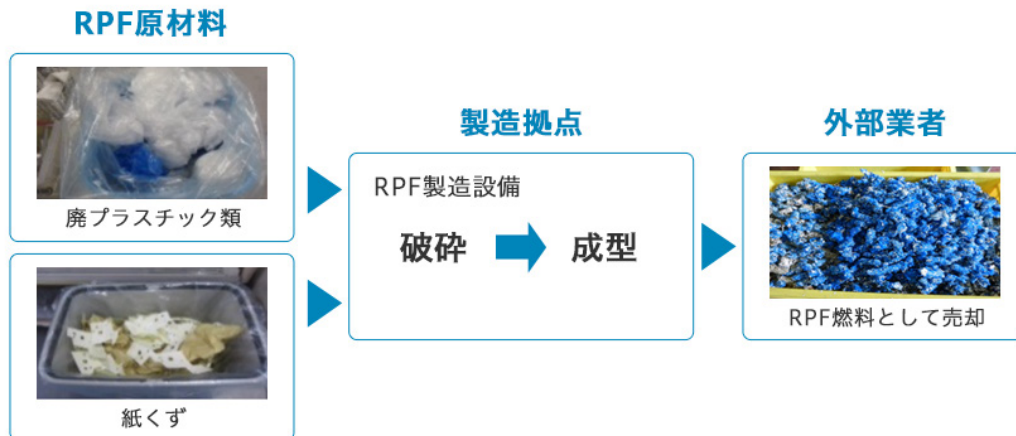 RPF原材料
廃プラスチック類
紙くず
製造拠点
RPF製造設備
破砕
成型
外部業者
RPF燃料として売却